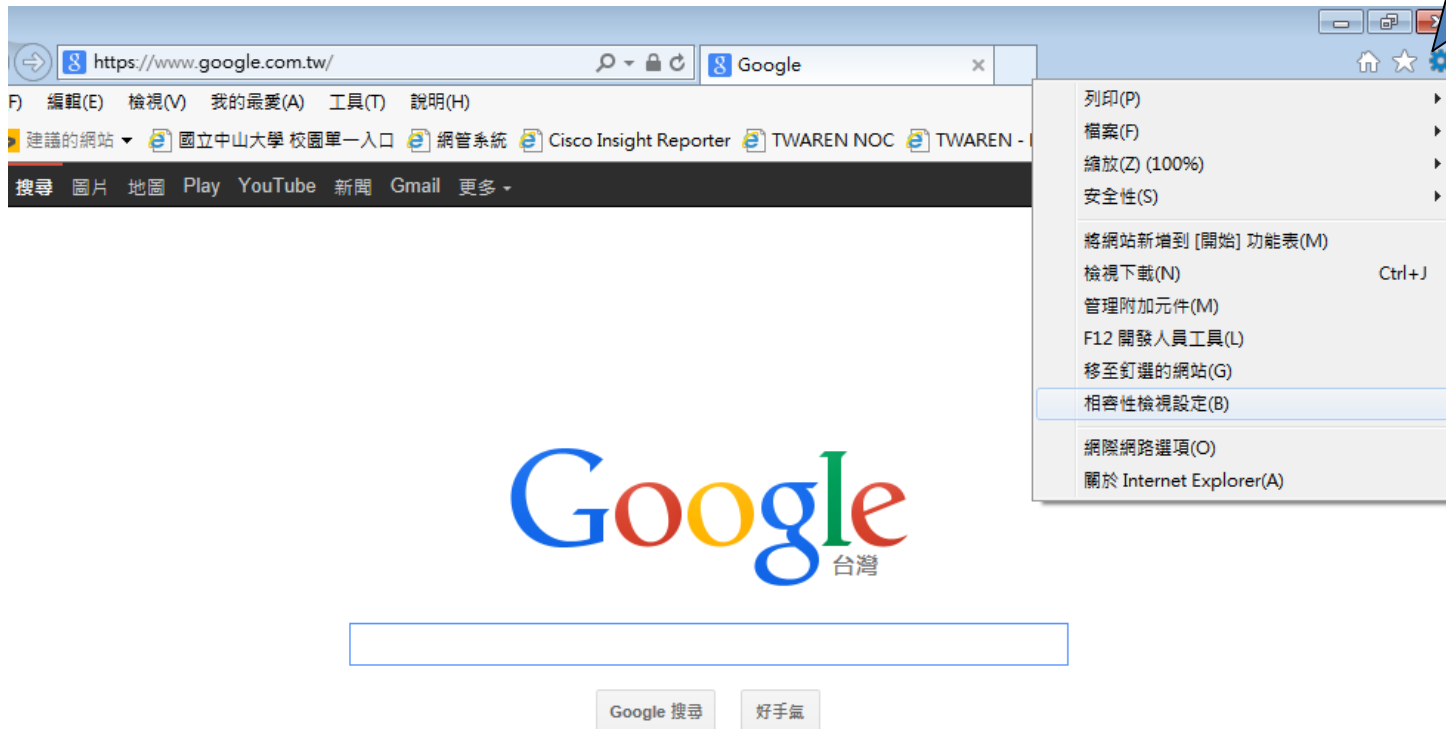 https://www.google.com.tw/ Google
F) 編輯(E) 檢視(V) 我的最愛(A) 工具(T) 說明(H)
建議的網站 國立中山大學 校園單一入口 網管系統 Cisco Insight Reporter TWAREN NOC TWAREN -
搜尋 圖片 地圖 Play YouTube 新聞 Gmail 更多
列印(P)
檔案(F)
縮放(Z) (100%)
安全性(S)
將網站新增到 [開始] 功能表(M)
檢視下載(N) Ctrl+J
管理附加元件(M)
F12 開發人員工具(L)
移至釘選的網站(G)
相容性檢視設定(B)
網際網路選項(O)
關於 Internet Explorer(A)
Google
台灣
Google 搜尋 好手氣